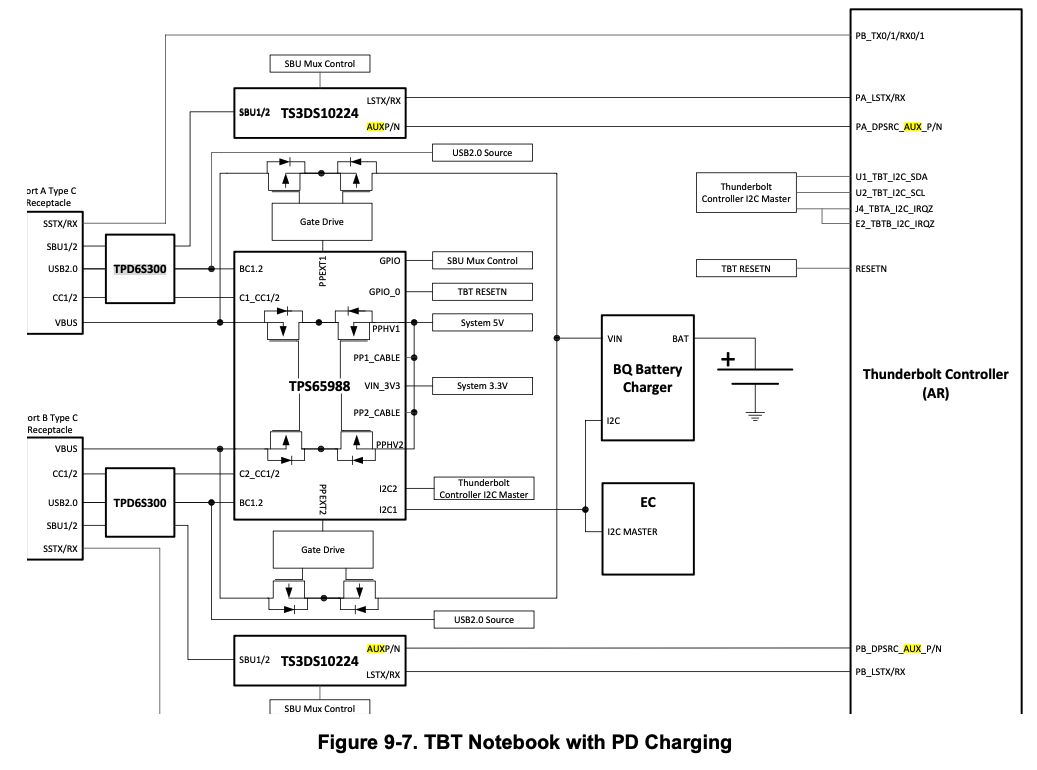 PB_TX0/1/RX0/1
SBU Mux Control
SBU1/2
TS3DS10224
LSTX/RX
AUXP/N
PA_LSTX/RX
PA_DPSRC_AUX_P/N
USB2.0 Source
Thunderbolt
Controller I2C Master
U1_TBT_I2C_SDA
U2_TBT_I2C_SCL
J4_TBTA_I2C_IRQZ
E2_TBTB_I2C_IRQZ
TBT RESETN
RESETN
ort A Type C
Receptacle
SSTX/RX
SBU1/2
USB2.0
CC1/2
VBUS
TPD6S300
Gate Drive
PPEXT1
BC1.2
C1_CC1/2
GPIO
SBU Mux Control
GPIO_0
TBT RESETN
PPHV1
System 5V
PP1_CABLE
TPS65988
VIN_3V3
System 3.3V
PP2_CABLE
PPHV2
C2_CC1/2
BC1.2
PPEXT2
I2C2
Thunderbolt
Controller I2C Master
I2C1
VIN
BAT
BQ Battery
Charger
I2C
+
EC
I2C MASTER
Thunderbolt Controller
(AR)
ort B Type C
Receptacle
VBUS
CC1/2
USB2.0
SBU1/2
SSTX/RX
TPD6S300
Gate Drive
USB2.0 Source
SBU1/2
TS3DS10224
AUXP/N
LSTX/RX
PB_DPSRC_AUX_P/N
PB_LSTX/RX
SBU Mux Control
Figure 9-7. TBT Notebook with PD Charging